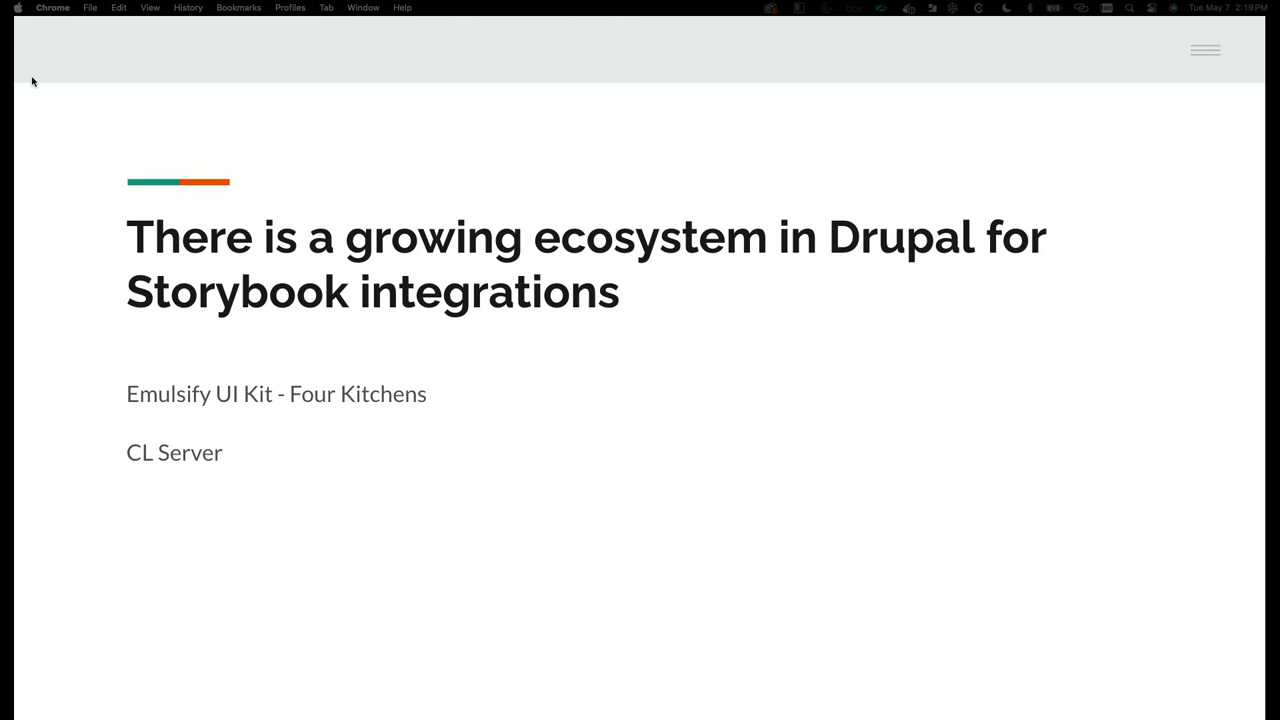 Chrome File Edit View History Bookmarks Profiles Tab Window Help Tue May 7 2:19 PM
There is a growing ecosystem in Drupal for
Storybook integrations
Emulsify UI Kit - Four Kitchens
CL Server